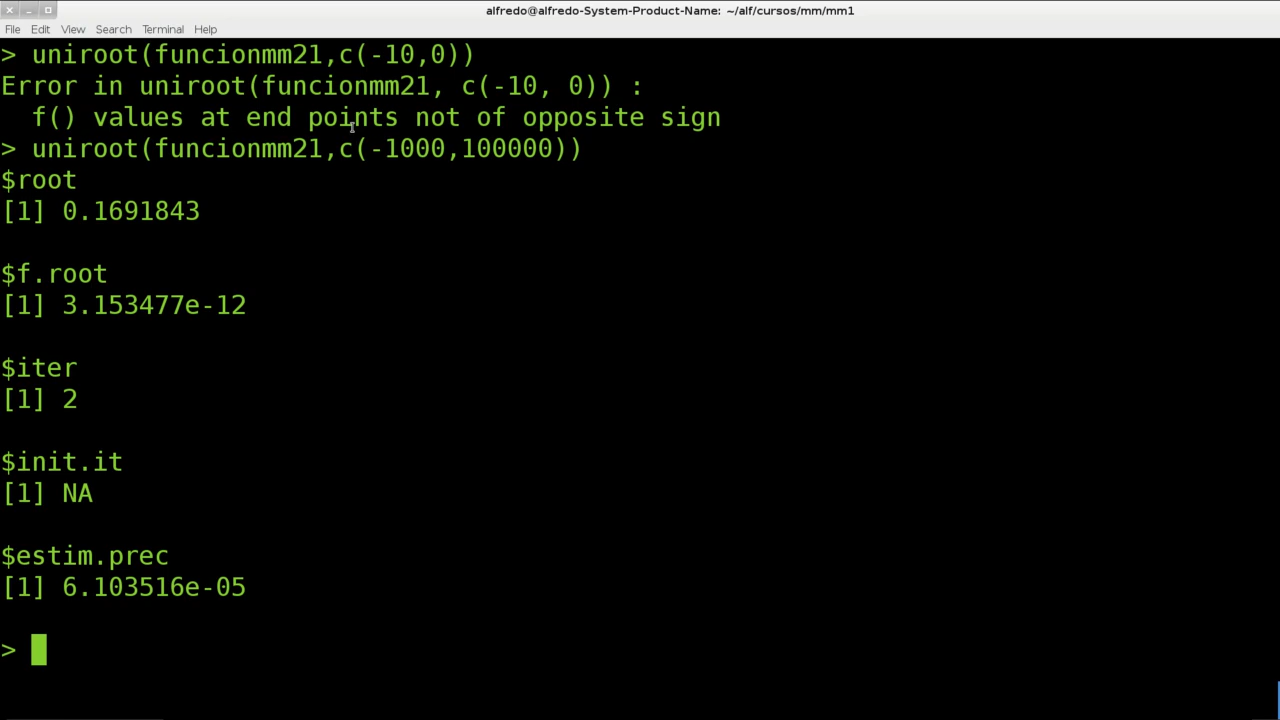 alfredo@alfredo-System-Product-Name: ~/alf/cursos/mm/mm1
File Edit View Search Terminal Help
> uniroot(funcionmm21,c(-10,0))
Error in uniroot(funcionmm21, c(-10, 0)) :
  f() values at end points not of opposite sign
> uniroot(funcionmm21,c(-1000,100000))
$root
[1] 0.1691843
$f.root
[1] 3.153477e-12
$iter
[1] 2
$init.it
[1] NA
$estim.prec
[1] 6.103516e-05
>